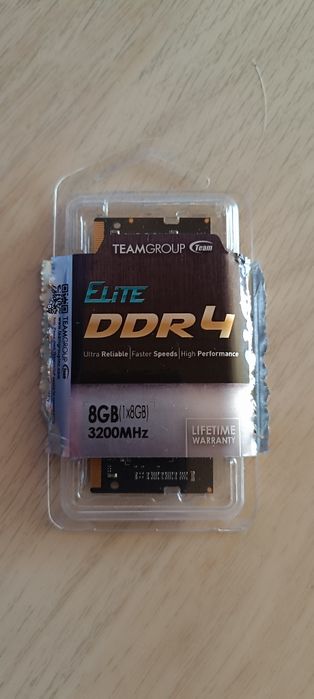 TEAMGROUP Team
ELITE
DDR4
Ultra Reliable Faster Speeds High Performance
8GB(1x8GB)
3200MHz
LIFETIME
WARRANTY
TEAMGROUP